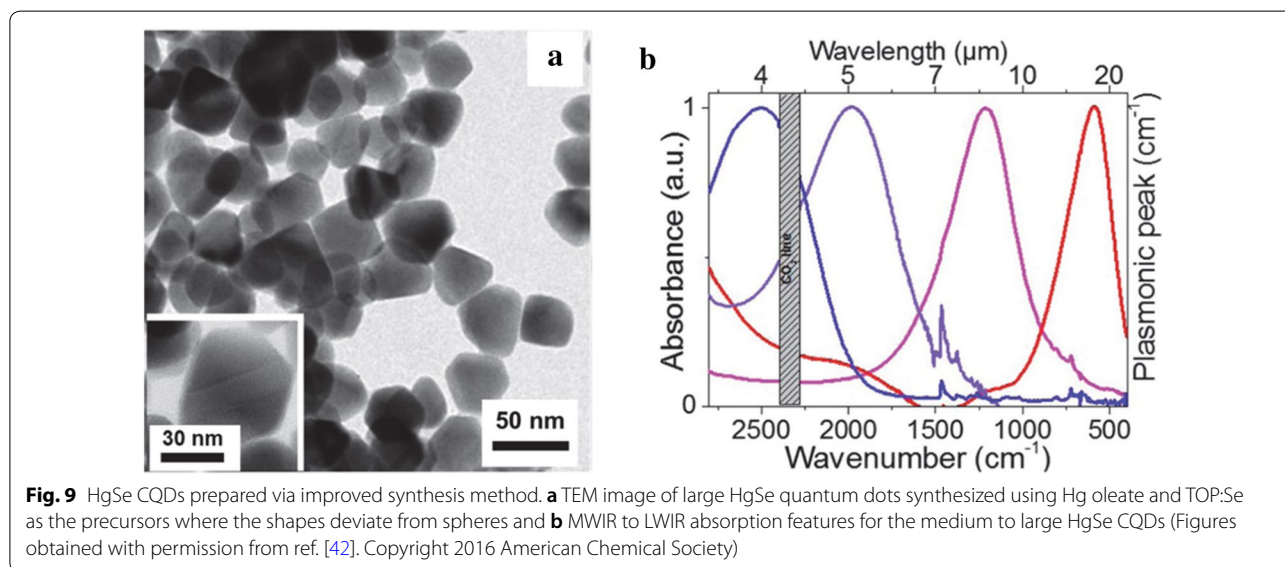 a
50 nm
30 nm
b
Wavelength (μm)
4 5 7 10 20
1
0
Absorbance (a.u.)
CO₂ line
Plasmonic peak (cm⁻¹)
2500 2000 1500 1000 500
Wavenumber (cm⁻¹)
Fig. 9 HgSe CQDs prepared via improved synthesis method. a TEM image of large HgSe quantum dots synthesized using Hg oleate and TOP:Se
as the precursors where the shapes deviate from spheres and b MWIR to LWIR absorption features for the medium to large HgSe CQDs (Figures
obtained with permission from ref. [42]. Copyright 2016 American Chemical Society)